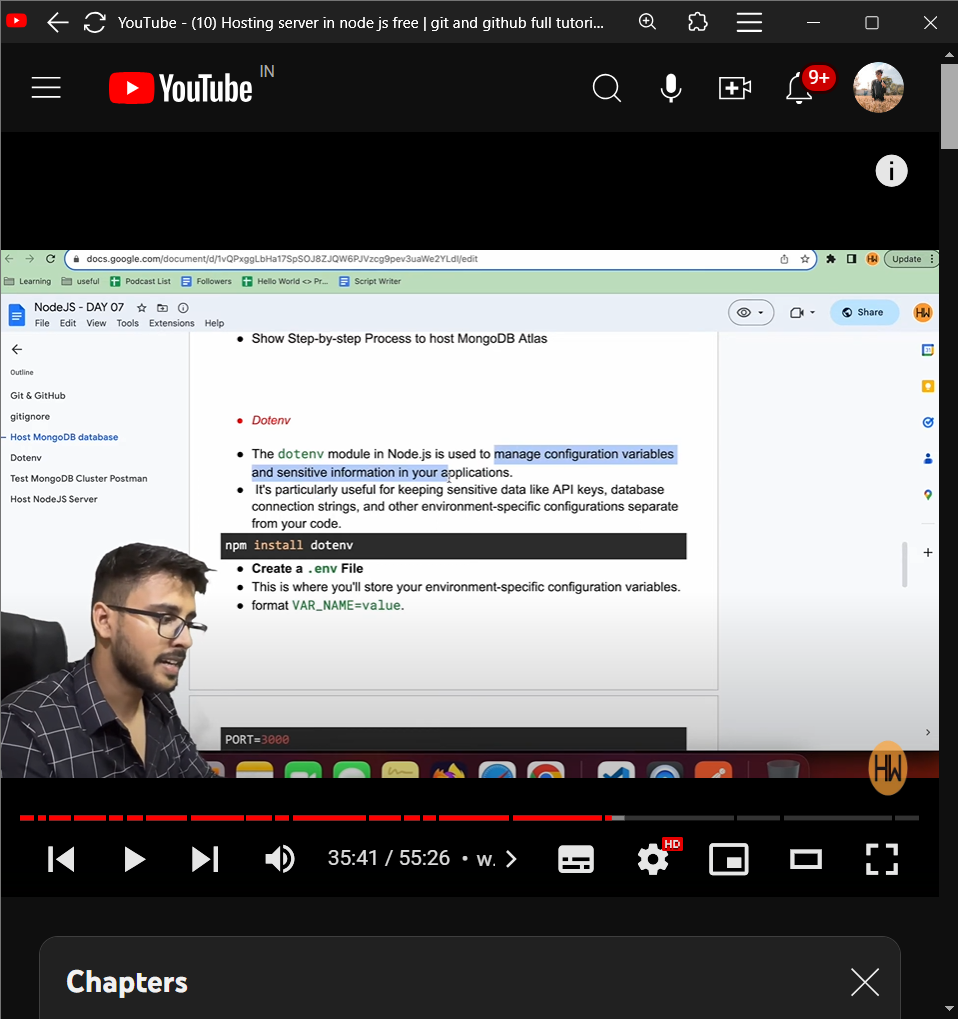 YouTube - (10) Hosting server in node js free | git and github full tutori...
YouTube IN
9+
docs.google.com/document/d/1vQPxggLbHa17SpSOJ8ZJQW6PJVzcg9pev3uaWe2YLdI/edit
HW
Update
Learning
useful
Podcast List
Followers
Hello World <> Pr...
Script Writer
NodeJS - DAY 07
File Edit View Tools Extensions Help
Share
HW
Outline
Git & GitHub
gitignore
Host MongoDB database
Dotenv
Test MongoDB Cluster Postman
Host NodeJS Server
● Show Step-by-step Process to host MongoDB Atlas
● Dotenv
● The dotenv module in Node.js is used to manage configuration variables
and sensitive information in your applications.
● It's particularly useful for keeping sensitive data like API keys, database
connection strings, and other environment-specific configurations separate
from your code.
npm install dotenv
● Create a .env File
● This is where you'll store your environment-specific configuration variables.
● format VAR_NAME=value.
PORT=3000
HW
35:41 / 55:26 • w.
HD
Chapters